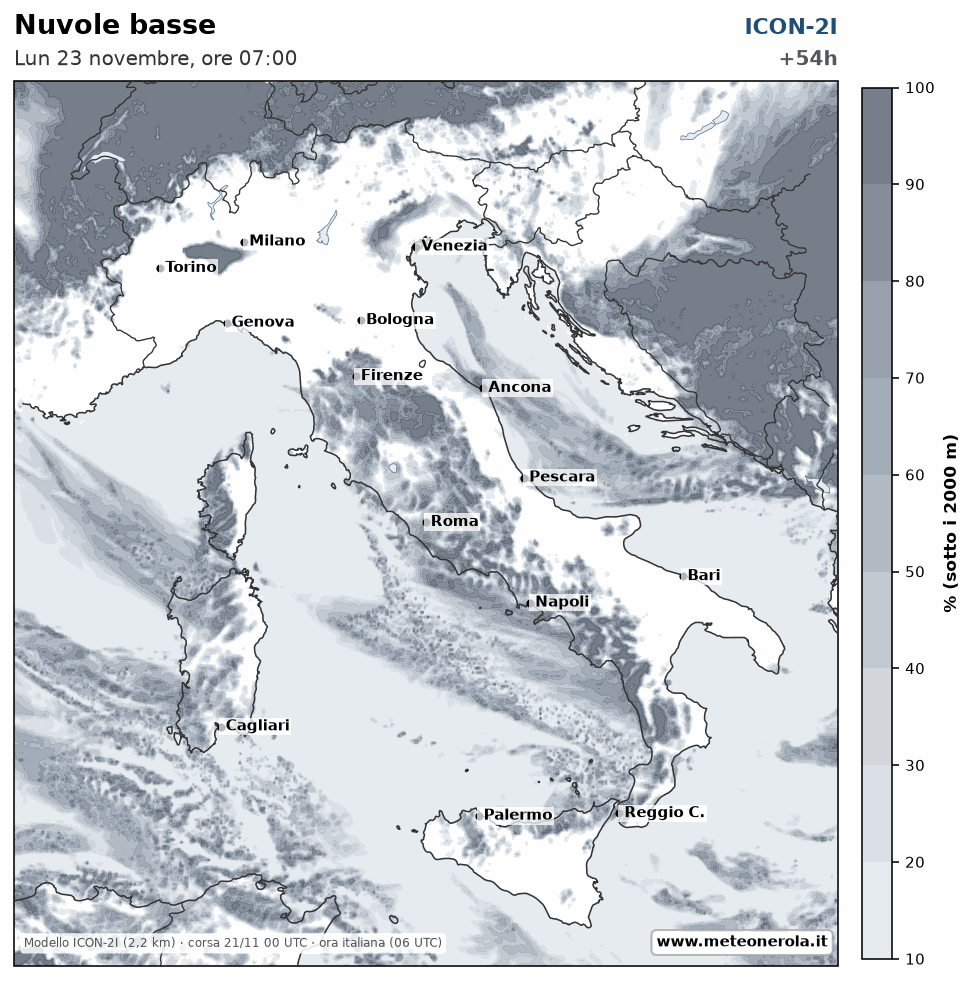 Nuvole basse
ICON-2I
Lun 23 novembre, ore 07:00
+54h
100
90
80
70
60
50
40
30
20
10
% (sotto i 2000 m)
Milano
Venezia
Torino
Genova
Bologna
Firenze
Ancona
Pescara
Roma
Bari
Napoli
Cagliari
Palermo
Reggio C.
Modello ICON-2I (2,2 km) · corsa 21/11 00 UTC · ora italiana (06 UTC)
www.meteonerola.it